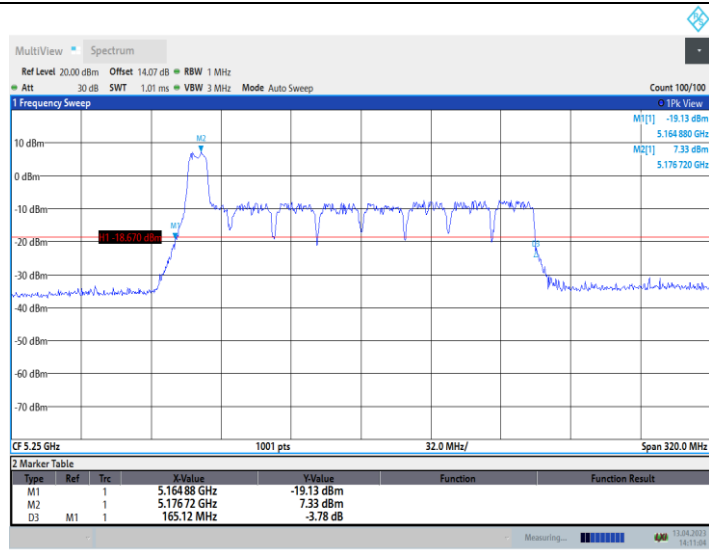 MultiView Spectrum
Ref Level 20.00 dBm Offset 14.07 dB RBW 1 MHz
Att 30 dB SWT 1.01 ms VBW 3 MHz Mode Auto Sweep Count 100/100
1 Frequency Sweep 1Pk View
M1[1] -19.13 dBm
5.164 880 GHz
M2[1] 7.33 dBm
5.176 720 GHz
M2
10 dBm
0 dBm
-10 dBm
M1
H1 -18.670 dBm
-20 dBm
D3
-30 dBm
-40 dBm
-50 dBm
-60 dBm
-70 dBm
CF 5.25 GHz 1001 pts 32.0 MHz/ Span 320.0 MHz
2 Marker Table
Type Ref Trc X-Value Y-Value Function Function Result
M1 1 5.16488 GHz -19.13 dBm
M2 1 5.17672 GHz 7.33 dBm
D3 M1 1 165.12 MHz -3.78 dB
Measuring... 13.04.2023
14:11:04